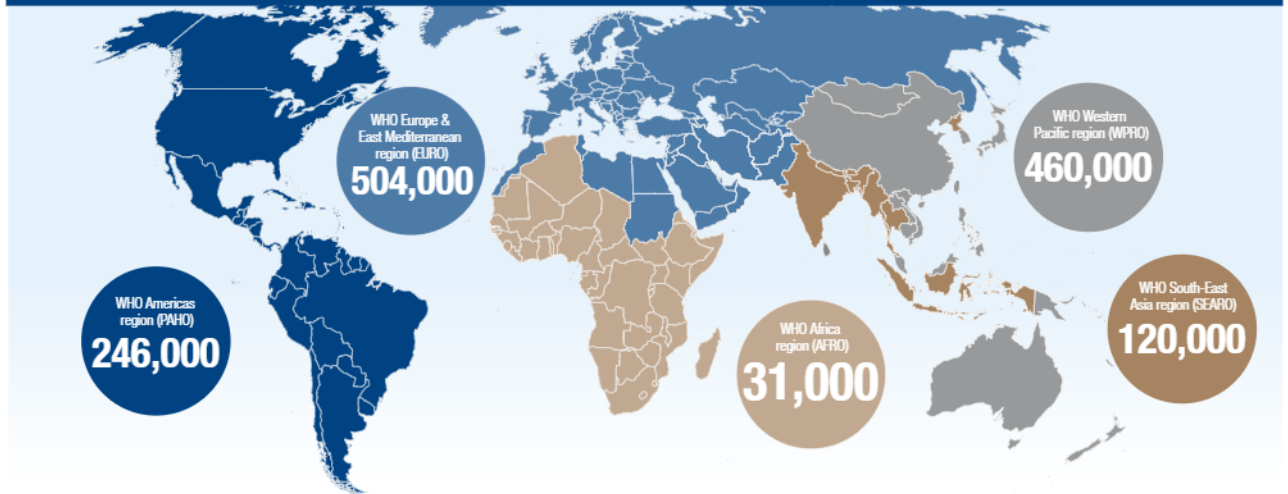 WHO Europe &
East Mediterranean
region (EURO)
504,000
WHO Western
Pacific region (WPRO)
460,000
WHO Americas
region (PAHO)
246,000
WHO Africa
region (AFRO)
31,000
WHO South-East
Asia region (SEARO)
120,000